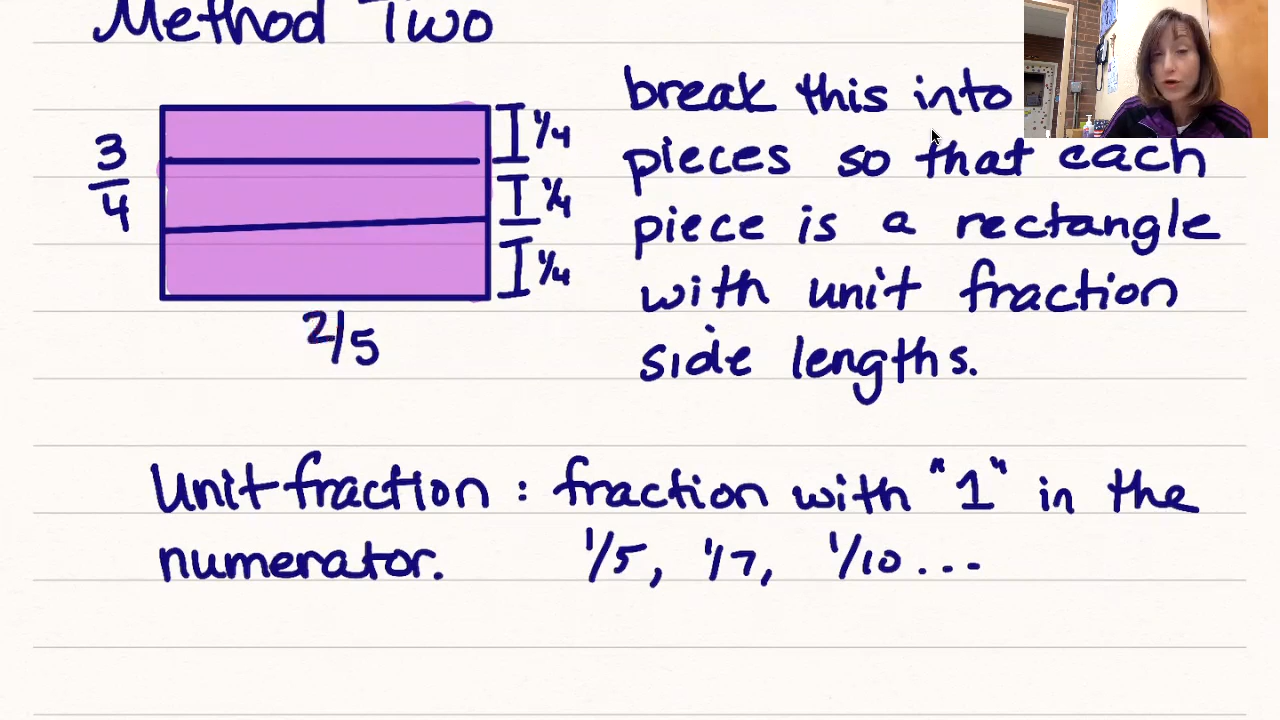 Method Two
3/4
1/4
1/4
1/4
2/5
break this into
pieces so that each
piece is a rectangle
with unit fraction
side lengths.
Unit fraction : fraction with "1" in the
numerator. 1/5, 1/7, 1/10...